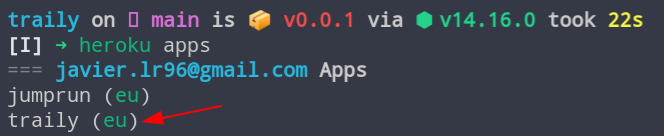 traily on main is 📦 v0.0.1 via ⬢ v14.16.0 took 22s
[I] ➜ heroku apps
=== javier.lr96@gmail.com Apps
jumprun (eu)
traily (eu)